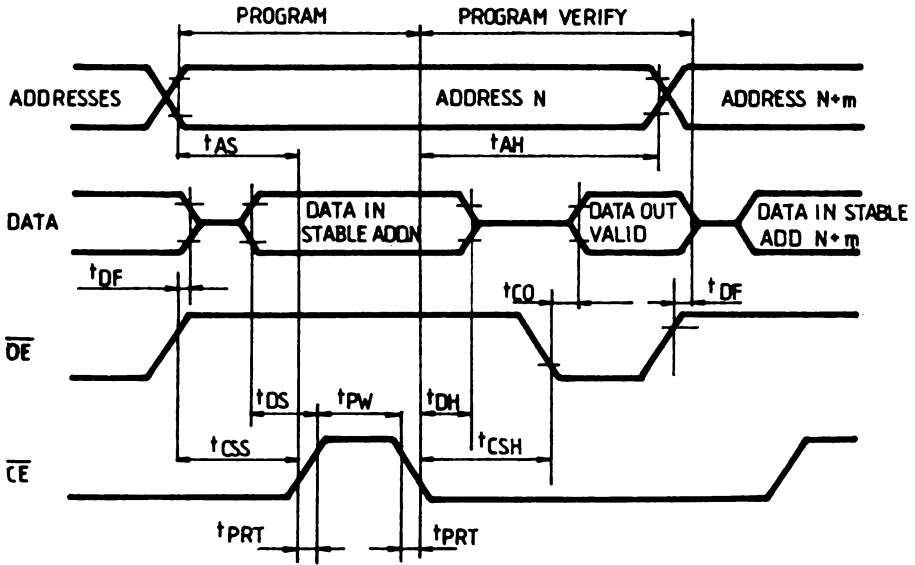 PROGRAM
PROGRAM VERIFY
ADDRESSES
ADDRESS N
ADDRESS N+m
tAS
tAH
DATA
DATA IN
STABLE ADDN
DATA OUT
VALID
DATA IN STABLE
ADD N+m
tDF
tCO
tDF
OE
tDS
tPW
tDH
tCSS
tCSH
CE
tPRT
tPRT